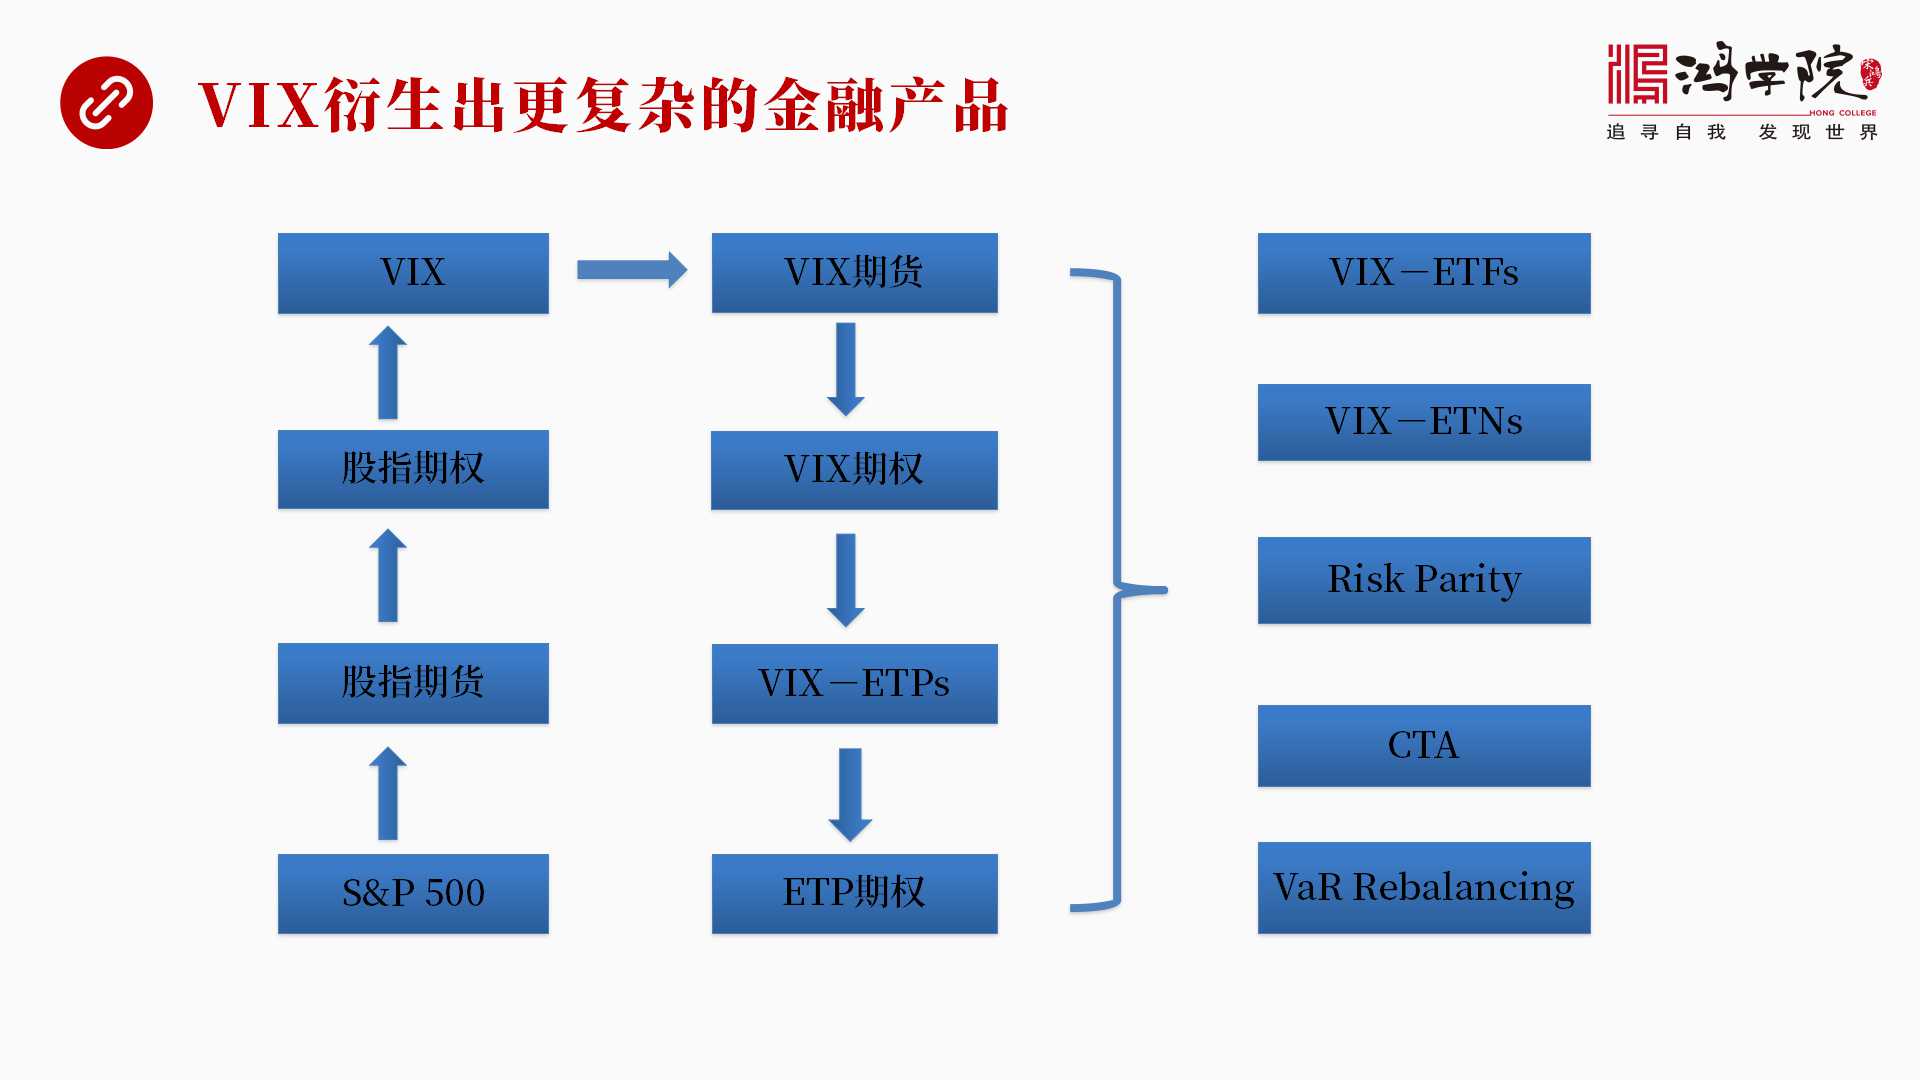 VIX衍生出更复杂的金融产品
鸿学院
宋鸿兵
HONG COLLEGE
追寻自我 发现世界
VIX
VIX期货
VIX－ETFs
VIX－ETNs
股指期权
VIX期权
Risk Parity
股指期货
VIX－ETPs
CTA
S&P 500
ETP期权
VaR Rebalancing